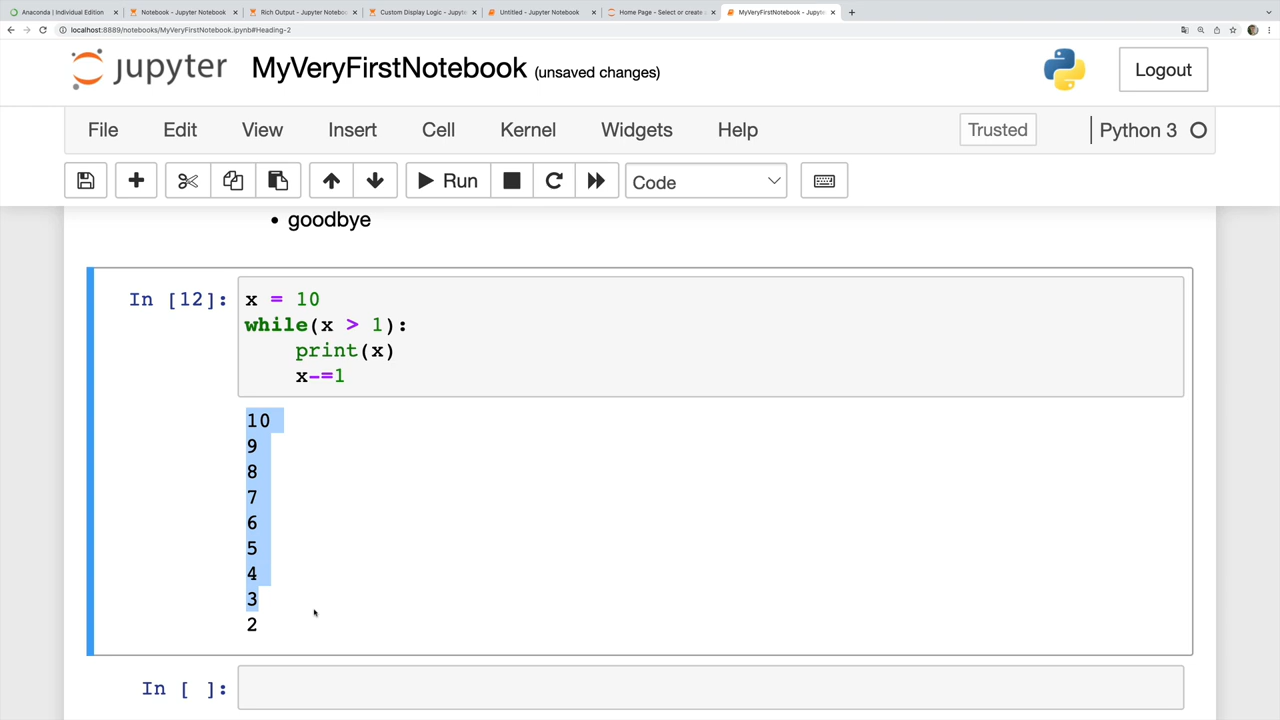 Anaconda | Individual Edition
Notebook - Jupyter Notebook
Rich Output - Jupyter Noteboo
Custom Display Logic - Jupyte
Untitled - Jupyter Notebook
Home Page - Select or create
MyVeryFirstNotebook - Jupyte
localhost:8889/notebooks/MyVeryFirstNotebook.ipynb#Heading-2
jupyter MyVeryFirstNotebook (unsaved changes) Logout
File Edit View Insert Cell Kernel Widgets Help Trusted Python 3
Run Code
• goodbye
In [12]: x = 10
while(x > 1):
    print(x)
    x-=1
10
9
8
7
6
5
4
3
2
In [ ]: